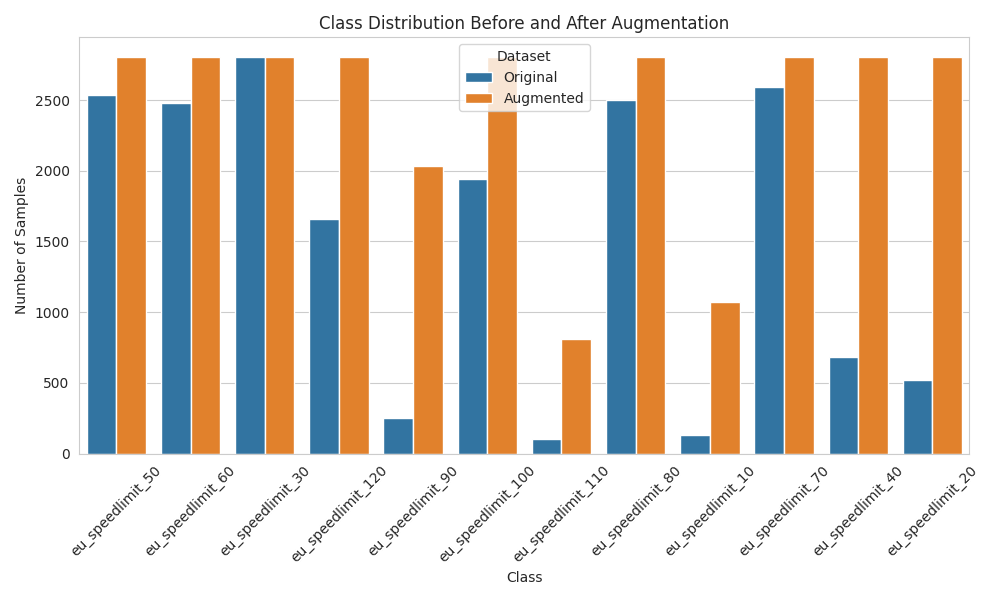 Class Distribution Before and After Augmentation
Dataset
Original
Augmented
Number of Samples
2500
2000
1500
1000
500
0
eu_speedlimit_50
eu_speedlimit_60
eu_speedlimit_30
eu_speedlimit_120
eu_speedlimit_90
eu_speedlimit_100
eu_speedlimit_110
eu_speedlimit_80
eu_speedlimit_10
eu_speedlimit_70
eu_speedlimit_40
eu_speedlimit_20
Class